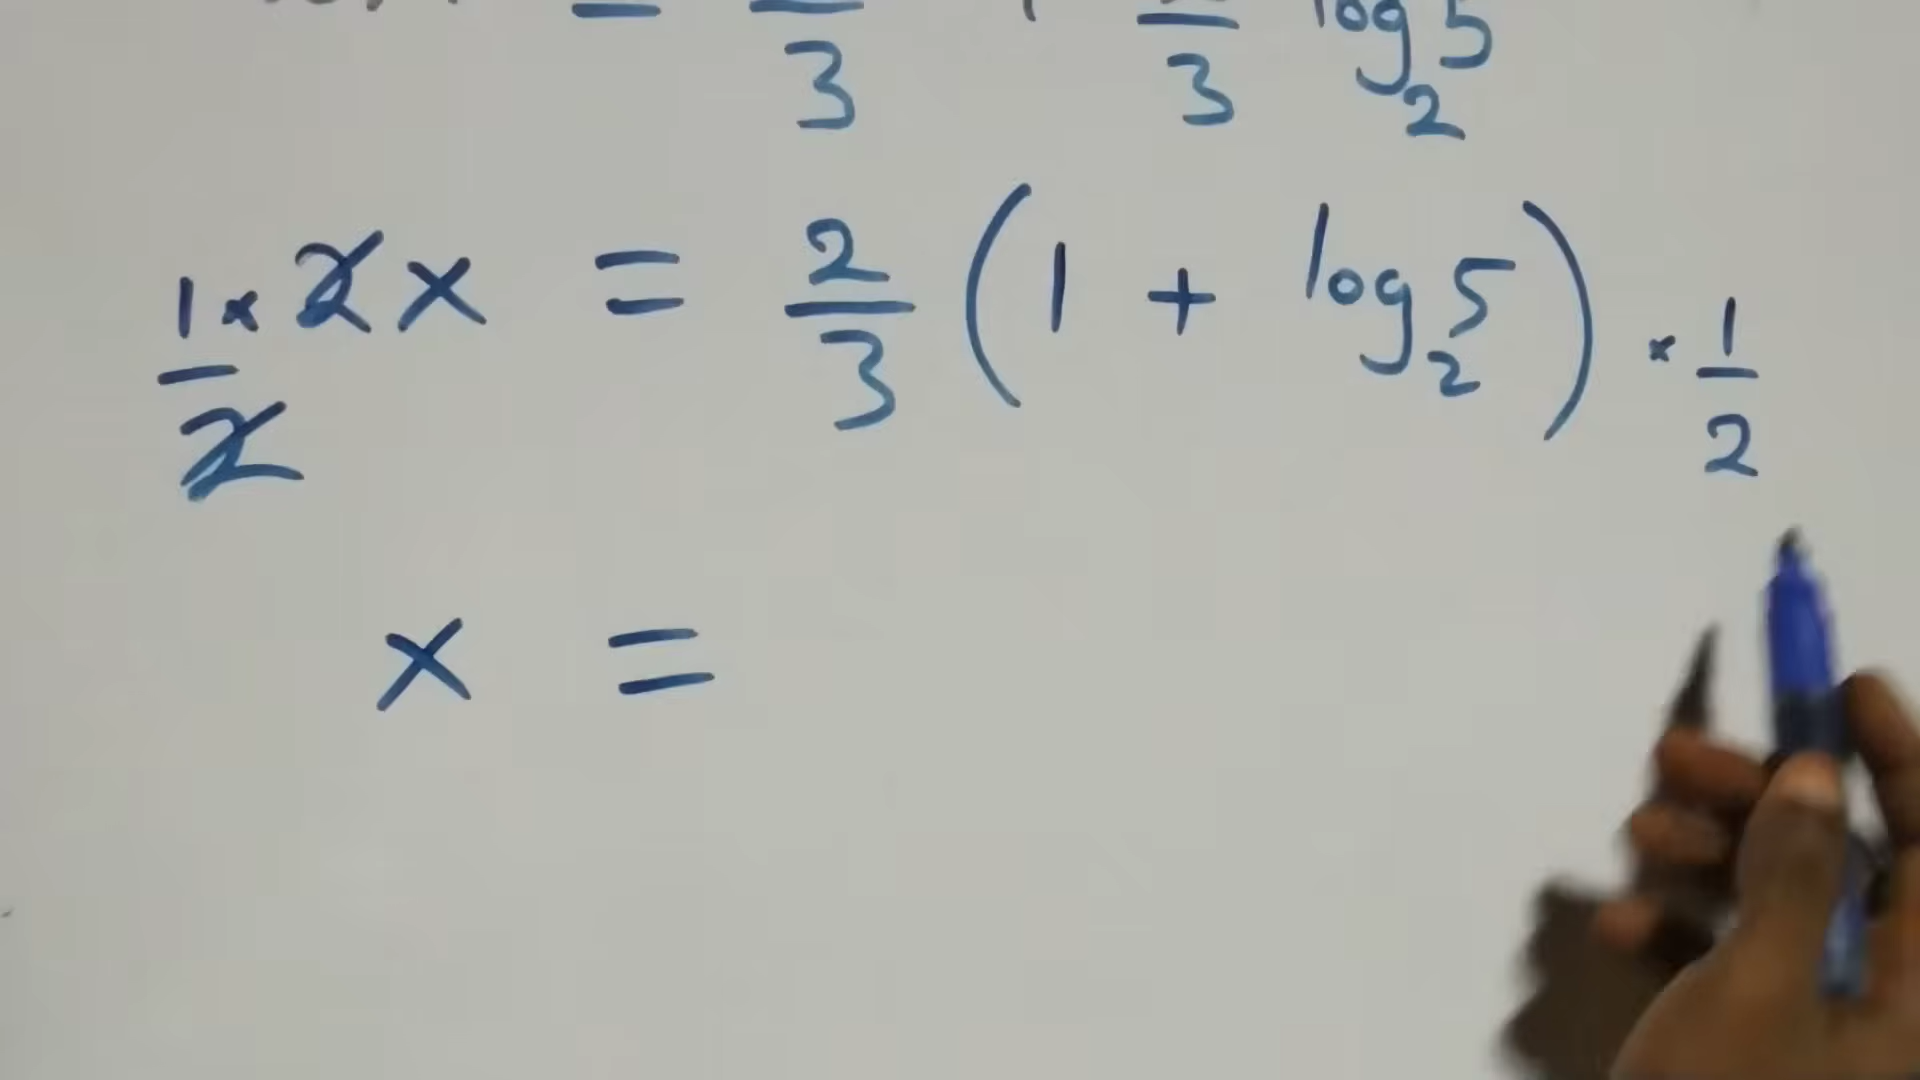 = 3 + 3 log₂5
1/2 × 2x = 2/3 (1 + log₂5) × 1/2
x =